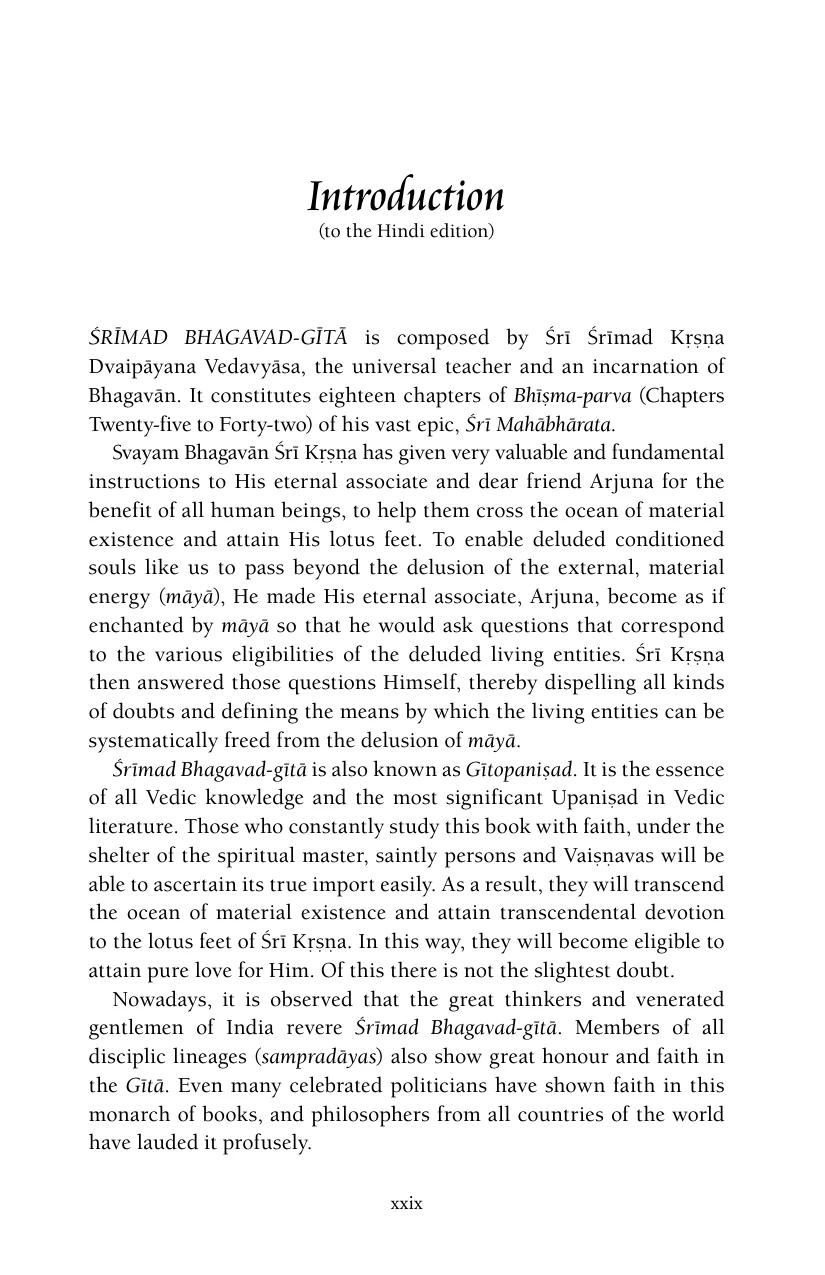 Introduction
(to the Hindi edition)
ŚRĪMAD BHAGAVAD-GĪTĀ is composed by Śrī Śrīmad Kṛṣṇa
Dvaipāyana Vedavyāsa, the universal teacher and an incarnation of
Bhagavān. It constitutes eighteen chapters of Bhīṣma-parva (Chapters
Twenty-five to Forty-two) of his vast epic, Śrī Mahābhārata.
Svayam Bhagavān Śrī Kṛṣṇa has given very valuable and fundamental
instructions to His eternal associate and dear friend Arjuna for the
benefit of all human beings, to help them cross the ocean of material
existence and attain His lotus feet. To enable deluded conditioned
souls like us to pass beyond the delusion of the external, material
energy (māyā), He made His eternal associate, Arjuna, become as if
enchanted by māyā so that he would ask questions that correspond
to the various eligibilities of the deluded living entities. Śrī Kṛṣṇa
then answered those questions Himself, thereby dispelling all kinds
of doubts and defining the means by which the living entities can be
systematically freed from the delusion of māyā.
Śrīmad Bhagavad-gītā is also known as Gītopaniṣad. It is the essence
of all Vedic knowledge and the most significant Upaniṣad in Vedic
literature. Those who constantly study this book with faith, under the
shelter of the spiritual master, saintly persons and Vaiṣṇavas will be
able to ascertain its true import easily. As a result, they will transcend
the ocean of material existence and attain transcendental devotion
to the lotus feet of Śrī Kṛṣṇa. In this way, they will become eligible to
attain pure love for Him. Of this there is not the slightest doubt.
Nowadays, it is observed that the great thinkers and venerated
gentlemen of India revere Śrīmad Bhagavad-gītā. Members of all
disciplic lineages (sampradāyas) also show great honour and faith in
the Gītā. Even many celebrated politicians have shown faith in this
monarch of books, and philosophers from all countries of the world
have lauded it profusely.
xxix